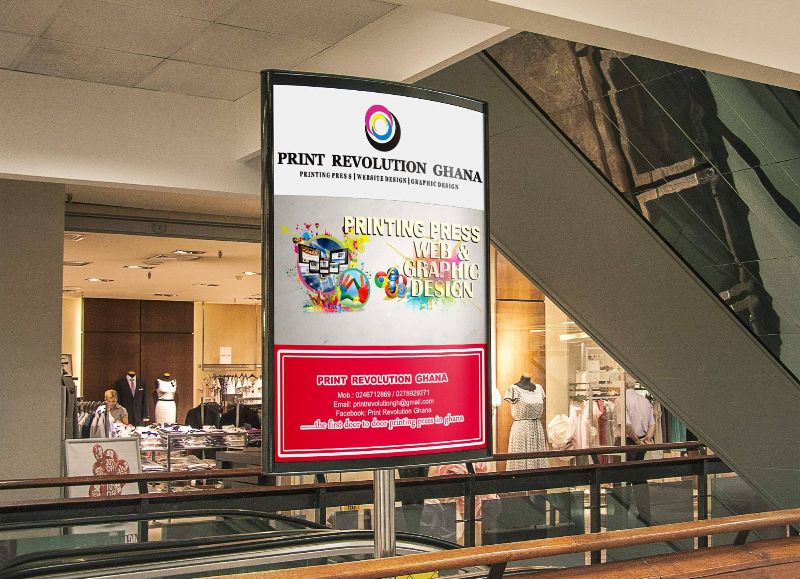 PRINT REVOLUTION GHANA
PRINTING PRESS | WEBSITE DESIGN | GRAPHIC DESIGN
PRINTING PRESS
WEB &
GRAPHIC
DESIGN
PRINT REVOLUTION GHANA
Mob.: 0246712869 / 0278929271
Email: printrevolutiongh@gmail.com
Facebook: Print Revolution Ghana
......the first door to door printing press in ghana